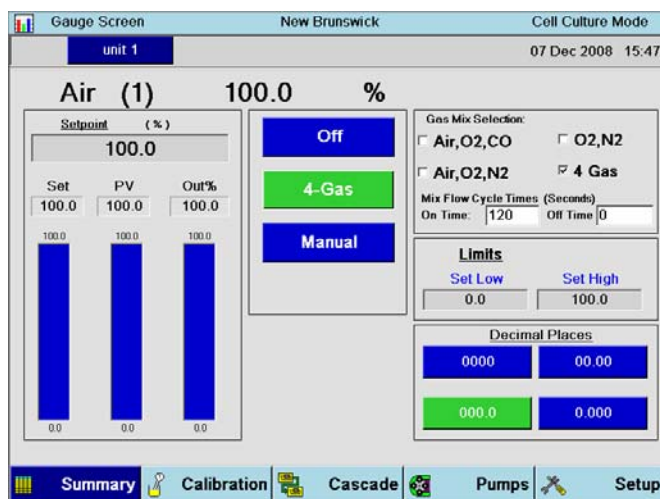 Gauge Screen New Brunswick Cell Culture Mode
unit 1 07 Dec 2008 15:47
Air (1) 100.0 %
Setpoint (%)
100.0
Set PV Out%
100.0 100.0 100.0
100.0 100.0 100.0
0.0 0.0 0.0
Off
4-Gas
Manual
Gas Mix Selection:
Air,O2,CO O2,N2
Air,O2,N2 4 Gas
Mix Flow Cycle Times (Seconds)
On Time: 120 Off Time 0
Limits
Set Low Set High
0.0 100.0
Decimal Places
0000 00.00
000.0 0.000
Summary Calibration Cascade Pumps Setup